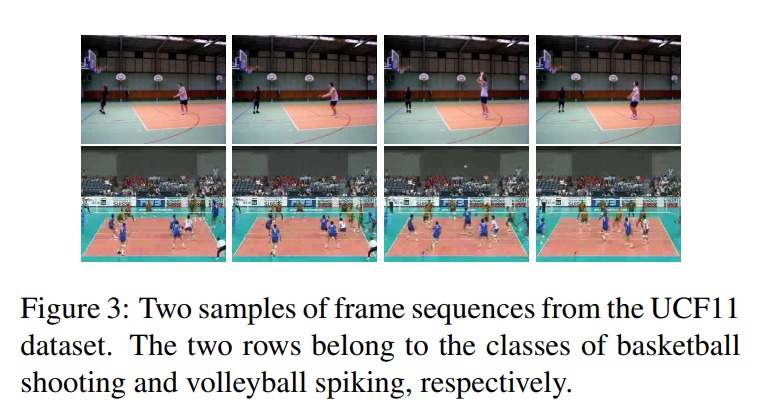 Figure 3: Two samples of frame sequences from the UCF11
dataset. The two rows belong to the classes of basketball
shooting and volleyball spiking, respectively.